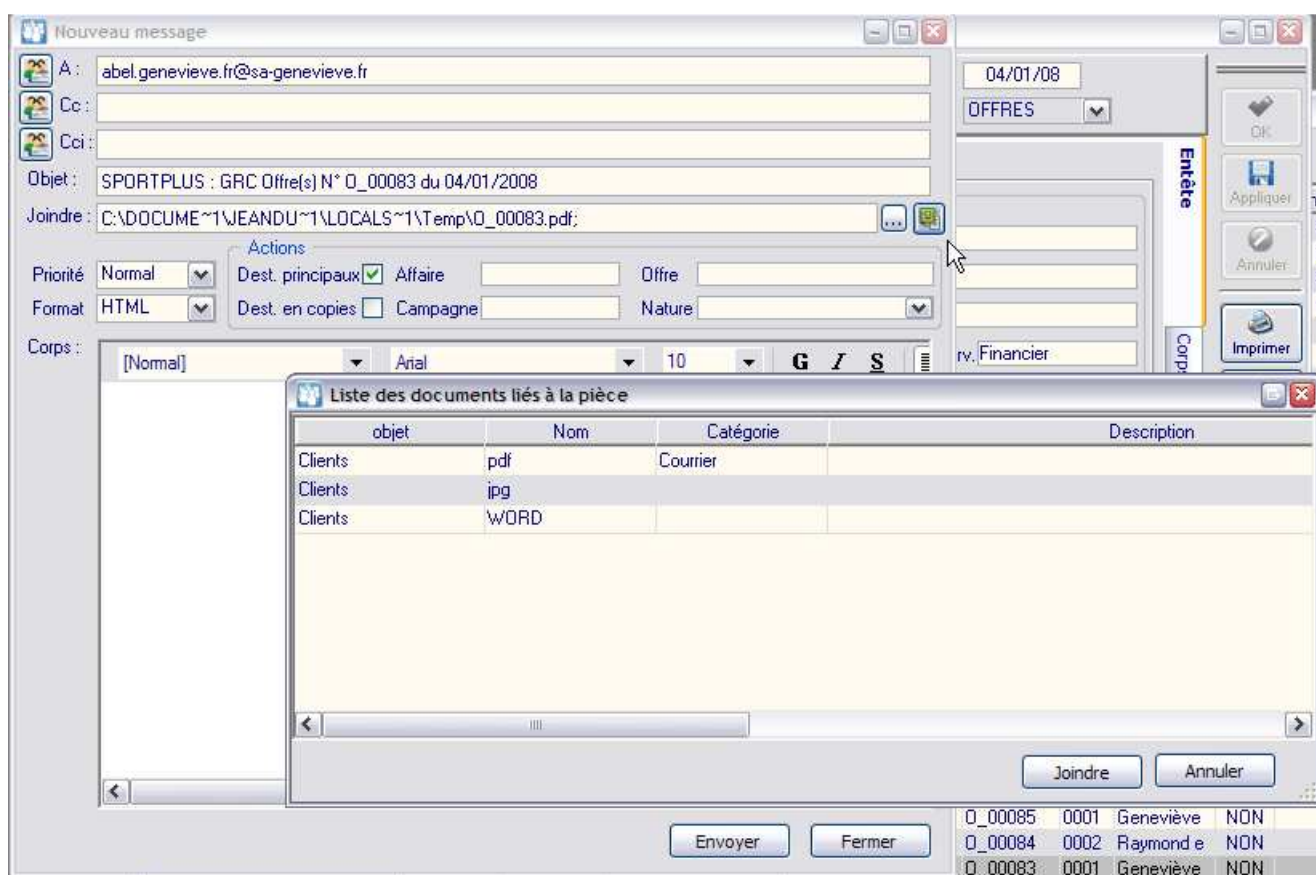 Nouveau message
A : abel.genevieve.fr@sa-genevieve.fr
Cc :
Cci :
Objet : SPORTPLUS : GRC Offre(s) N° O_00083 du 04/01/2008
Joindre : C:\DOCUME~1\JEANDU~1\LOCALS~1\Temp\O_00083.pdf; ...
Actions
Priorité Normal Dest. principaux Affaire Offre
Format HTML Dest. en copies Campagne Nature
Corps :
[Normal] Arial 10 G I S
04/01/08
OFFRES
Entête
Corps
rv. Financier
OK
Appliquer
Annuler
Imprimer
Liste des documents liés à la pièce
objet Nom Catégorie Description
Clients pdf Courrier
Clients jpg
Clients WORD
Joindre Annuler
Envoyer Fermer
O_00085 0001 Geneviève NON
O_00084 0002 Raymond e NON
O_00083 0001 Geneviève NON